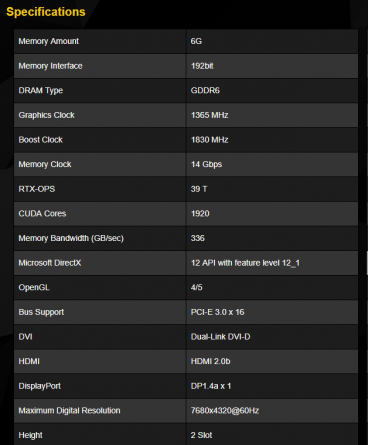 Specifications
Memory Amount 6G
Memory Interface 192bit
DRAM Type GDDR6
Graphics Clock 1365 MHz
Boost Clock 1830 MHz
Memory Clock 14 Gbps
RTX-OPS 39 T
CUDA Cores 1920
Memory Bandwidth (GB/sec) 336
Microsoft DirectX 12 API with feature level 12_1
OpenGL 4/5
Bus Support PCI-E 3.0 x 16
DVI Dual-Link DVI-D
HDMI HDMI 2.0b
DisplayPort DP1.4a x 1
Maximum Digital Resolution 7680x4320@60Hz
Height 2 Slot